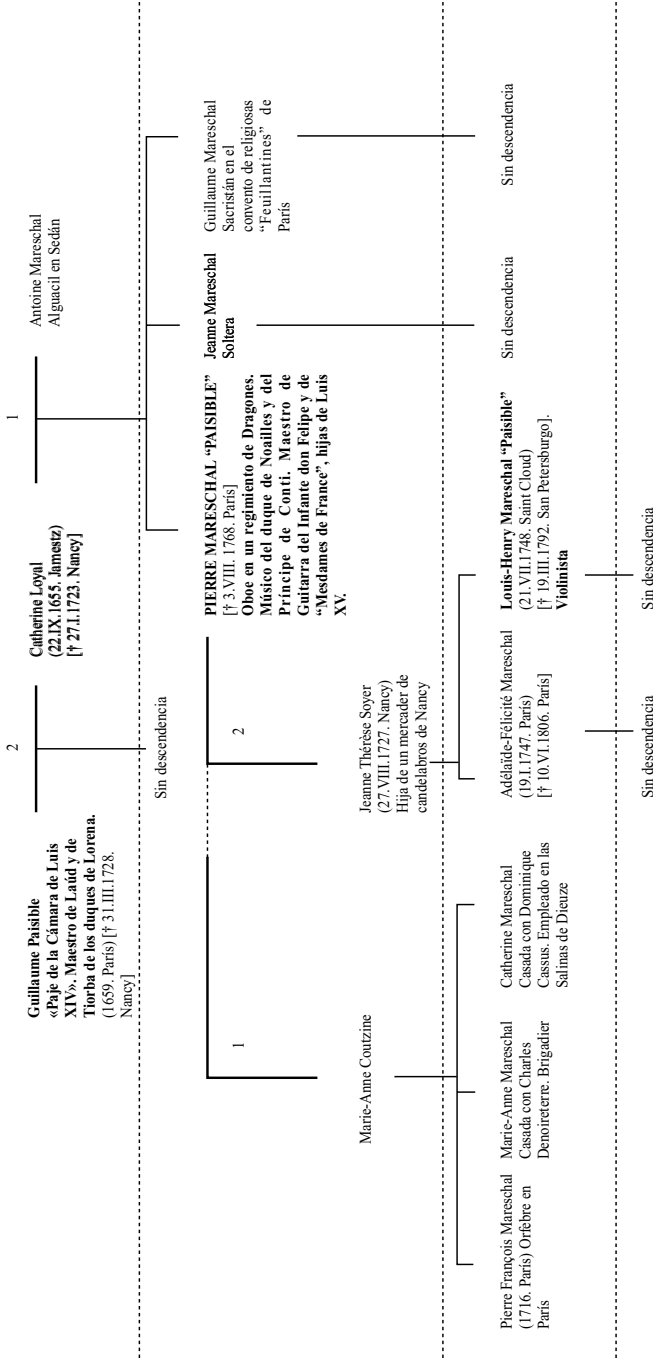 Guillaume Paisible
«Paje de la Cámara de Luis
XIV». Maestro de Laúd y de
Tiorba de los duques de Lorena.
(1659. París) [† 31.III.1728.
Nancy]
2
Catherine Loyal
(22.IX.1655. Jamestz)
[† 27.I.1723. Nancy]
1
Antoine Mareschal
Alguacil en Sedán
Sin descendencia
PIERRE MARESCHAL “PAISIBLE”
[† 3.VIII. 1768. París]
Oboe en un regimiento de Dragones.
Músico del duque de Noailles y del
Príncipe de Conti. Maestro de
Guitarra del Infante don Felipe y de
“Mesdames de France”, hijas de Luis
XV.
Jeanne Mareschal
Soltera
Guillaume Mareschal
Sacristán en el
convento de religiosas
“Feuillantines” de
París
1
2
Marie-Anne Coutzine
Jeanne Thérèse Soyer
(27.VIII.1727. Nancy)
Hija de un mercader de
candelabros de Nancy
Pierre François Mareschal
(1716. París) Orfebre en
París
Marie-Anne Mareschal
Casada con Charles
Denoireterre. Brigadier
Catherine Mareschal
Casada con Dominique
Cassus. Empleado en las
Salinas de Dieuze
Adélaïde-Félicité Mareschal
(19.I.1747. París)
[† 10.VI.1806. París]
Louis-Henry Mareschal “Paisible”
(21.VII.1748. Saint Cloud)
[† 19.III.1792. San Petersburgo].
Violinista
Sin descendencia
Sin descendencia
Sin descendencia
Sin descendencia